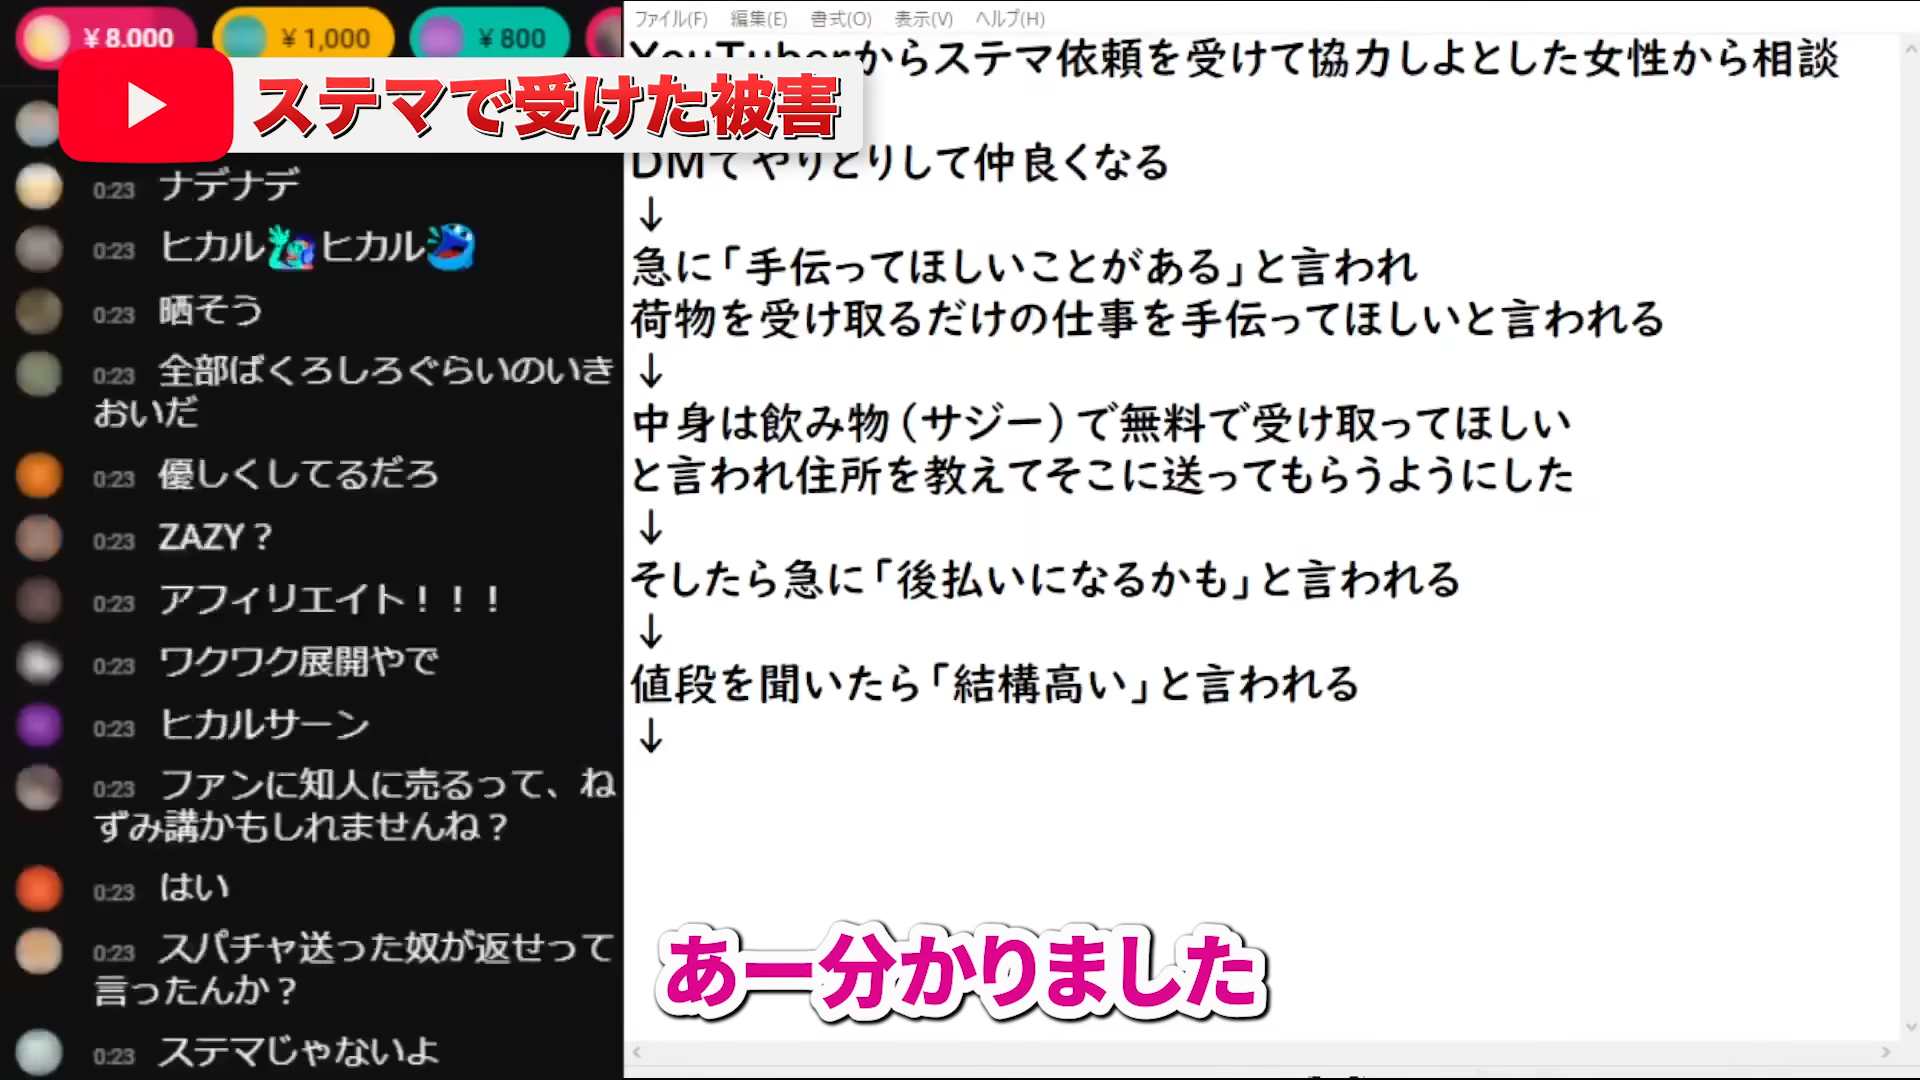 ¥ 8,000
¥ 1,000
¥ 800
ステマで受けた被害
0:23 ナデナデ
0:23 ヒカル ヒカル
0:23 晒そう
0:23 全部ばくろしろぐらいのいき
おいだ
0:23 優しくしてるだろ
0:23 ZAZY？
0:23 アフィリエイト！！！
0:23 ワクワク展開やで
0:23 ヒカルサーン
0:23 ファンに知人に売るって、ね
ずみ講かもしれませんね？
0:23 はい
0:23 スパチャ送った奴が返せって
言ったんか？
0:23 ステマじゃないよ
ファイル(F) 編集(E) 書式(O) 表示(V) ヘルプ(H)
YouTuberからステマ依頼を受けて協力しよとした女性から相談
DMでやりとりして仲良くなる
↓
急に「手伝ってほしいことがある」と言われ
荷物を受け取るだけの仕事を手伝ってほしいと言われる
↓
中身は飲み物（サジー）で無料で受け取ってほしい
と言われ住所を教えてそこに送ってもらうようにした
↓
そしたら急に「後払いになるかも」と言われる
↓
値段を聞いたら「結構高い」と言われる
↓
あー分かりました